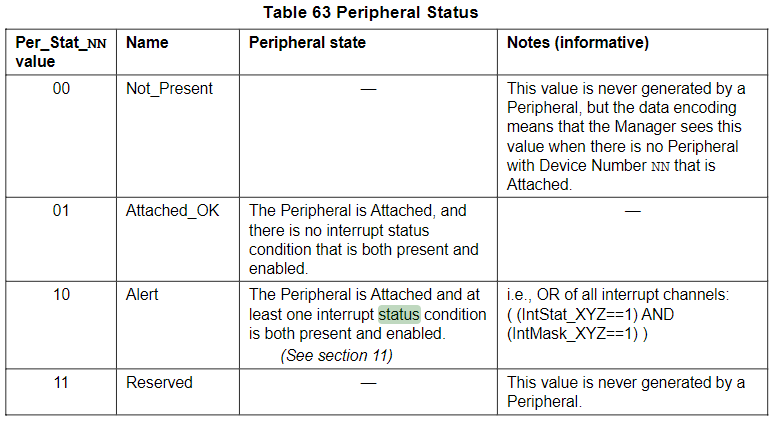 Table 63 Peripheral Status
Per_Stat_NN
value
Name
Peripheral state
Notes (informative)
00
Not_Present
—
This value is never generated by a
Peripheral, but the data encoding
means that the Manager sees this
value when there is no Peripheral
with Device Number NN that is
Attached.
01
Attached_OK
The Peripheral is Attached, and
there is no interrupt status
condition that is both present and
enabled.
—
10
Alert
The Peripheral is Attached and at
least one interrupt status condition
is both present and enabled.
(See section 11)
i.e., OR of all interrupt channels:
( (IntStat_XYZ==1) AND
(IntMask_XYZ==1) )
11
Reserved
—
This value is never generated by a
Peripheral.